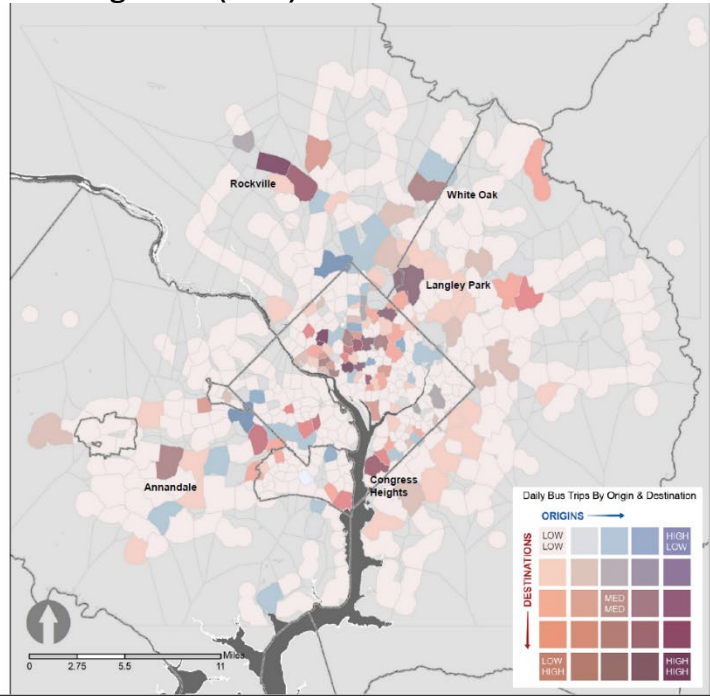 Rockville
White Oak
Langley Park
Annandale
Congress
Heights
Miles
0 2.75 5.5 11
Daily Bus Trips By Origin & Destination
ORIGINS
DESTINATIONS
LOW
LOW
HIGH
LOW
MED
MED
LOW
HIGH
HIGH
HIGH